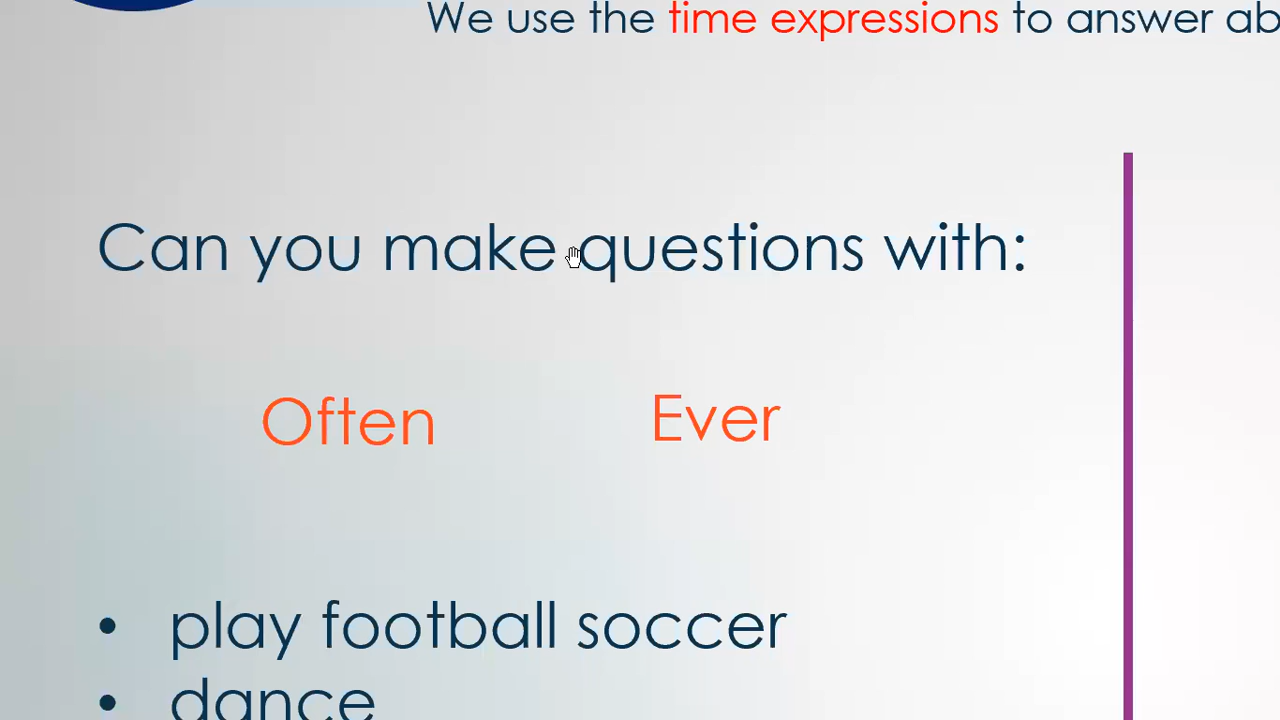 We use the time expressions to answer ab
Can you make questions with:
Often Ever
• play football soccer
• dance